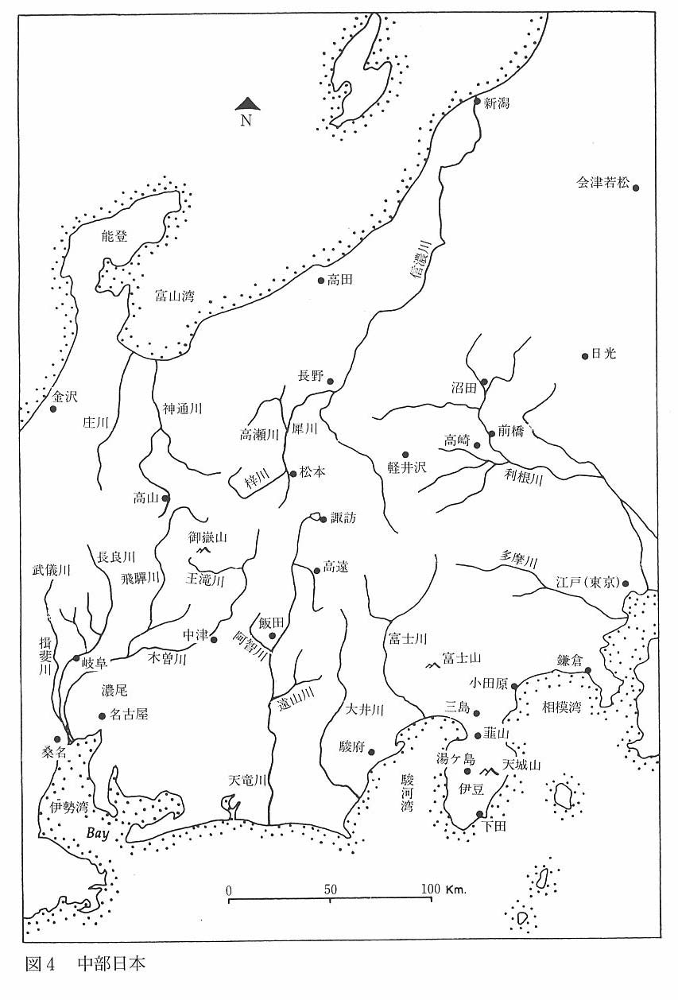 新潟
N
会津若松
能登
信濃川
高田
富山湾
日光
長野
沼田
金沢
神通川
庄川
高瀬川
犀川
前橋
高崎
軽井沢
梓川
松本
利根川
高山
諏訪
御嶽山
長良川
武儀川
飛騨川
王滝川
高遠
多摩川
江戸(東京)
飯田
中津
阿智川
富士川
揖斐川
岐阜
木曽川
富士山
鎌倉
小田原
濃尾
遠山川
大井川
三島
相模湾
名古屋
韮山
桑名
駿府
湯ケ島
天城山
天竜川
駿河湾
伊豆
伊勢湾
下田
Bay
0 50 100 Km.
図4 中部日本